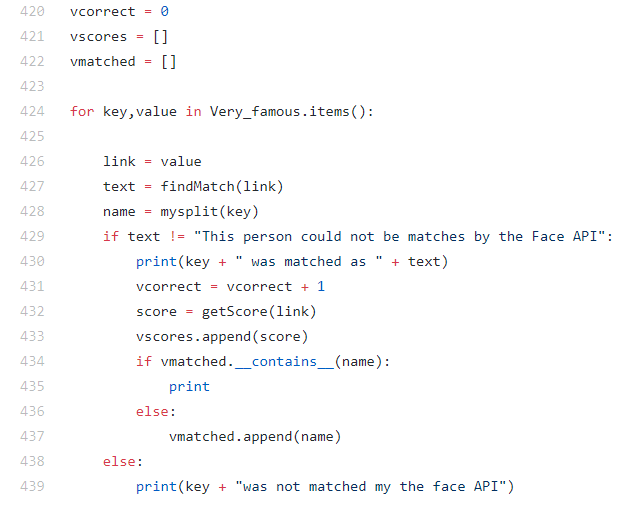 420 vcorrect = 0
421 vscores = []
422 vmatched = []
423
424 for key,value in Very_famous.items():
425
426 link = value
427 text = findMatch(link)
428 name = mysplit(key)
429 if text != "This person could not be matches by the Face API":
430 print(key + " was matched as " + text)
431 vcorrect = vcorrect + 1
432 score = getScore(link)
433 vscores.append(score)
434 if vmatched.__contains__(name):
435 print
436 else:
437 vmatched.append(name)
438 else:
439 print(key + "was not matched my the face API")